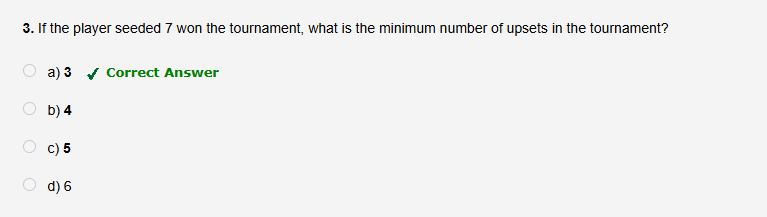 3. If the player seeded 7 won the tournament, what is the minimum number of upsets in the tournament?
a) 3 ✓ Correct Answer
b) 4
c) 5
d) 6